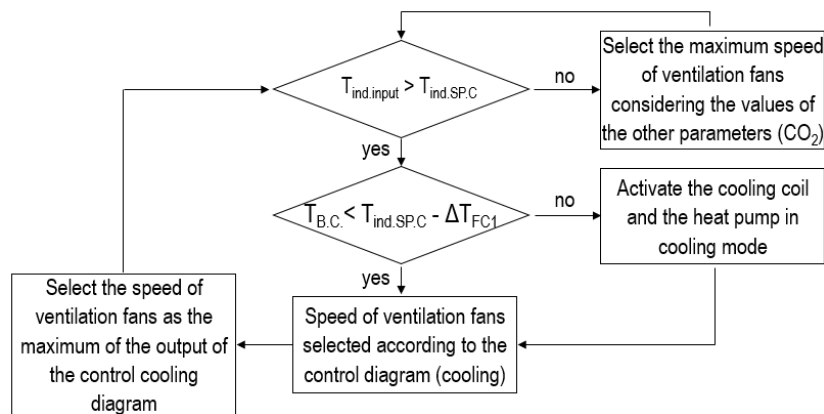 T_ind.input > T_ind.SP.C
no
Select the maximum speed
of ventilation fans
considering the values of
the other parameters (CO₂)
yes
T_B.C. < T_ind.SP.C - ΔT_FC1
no
Activate the cooling coil
and the heat pump in
cooling mode
yes
Speed of ventilation fans
selected according to the
control diagram (cooling)
Select the speed of
ventilation fans as the
maximum of the output of
the control cooling
diagram